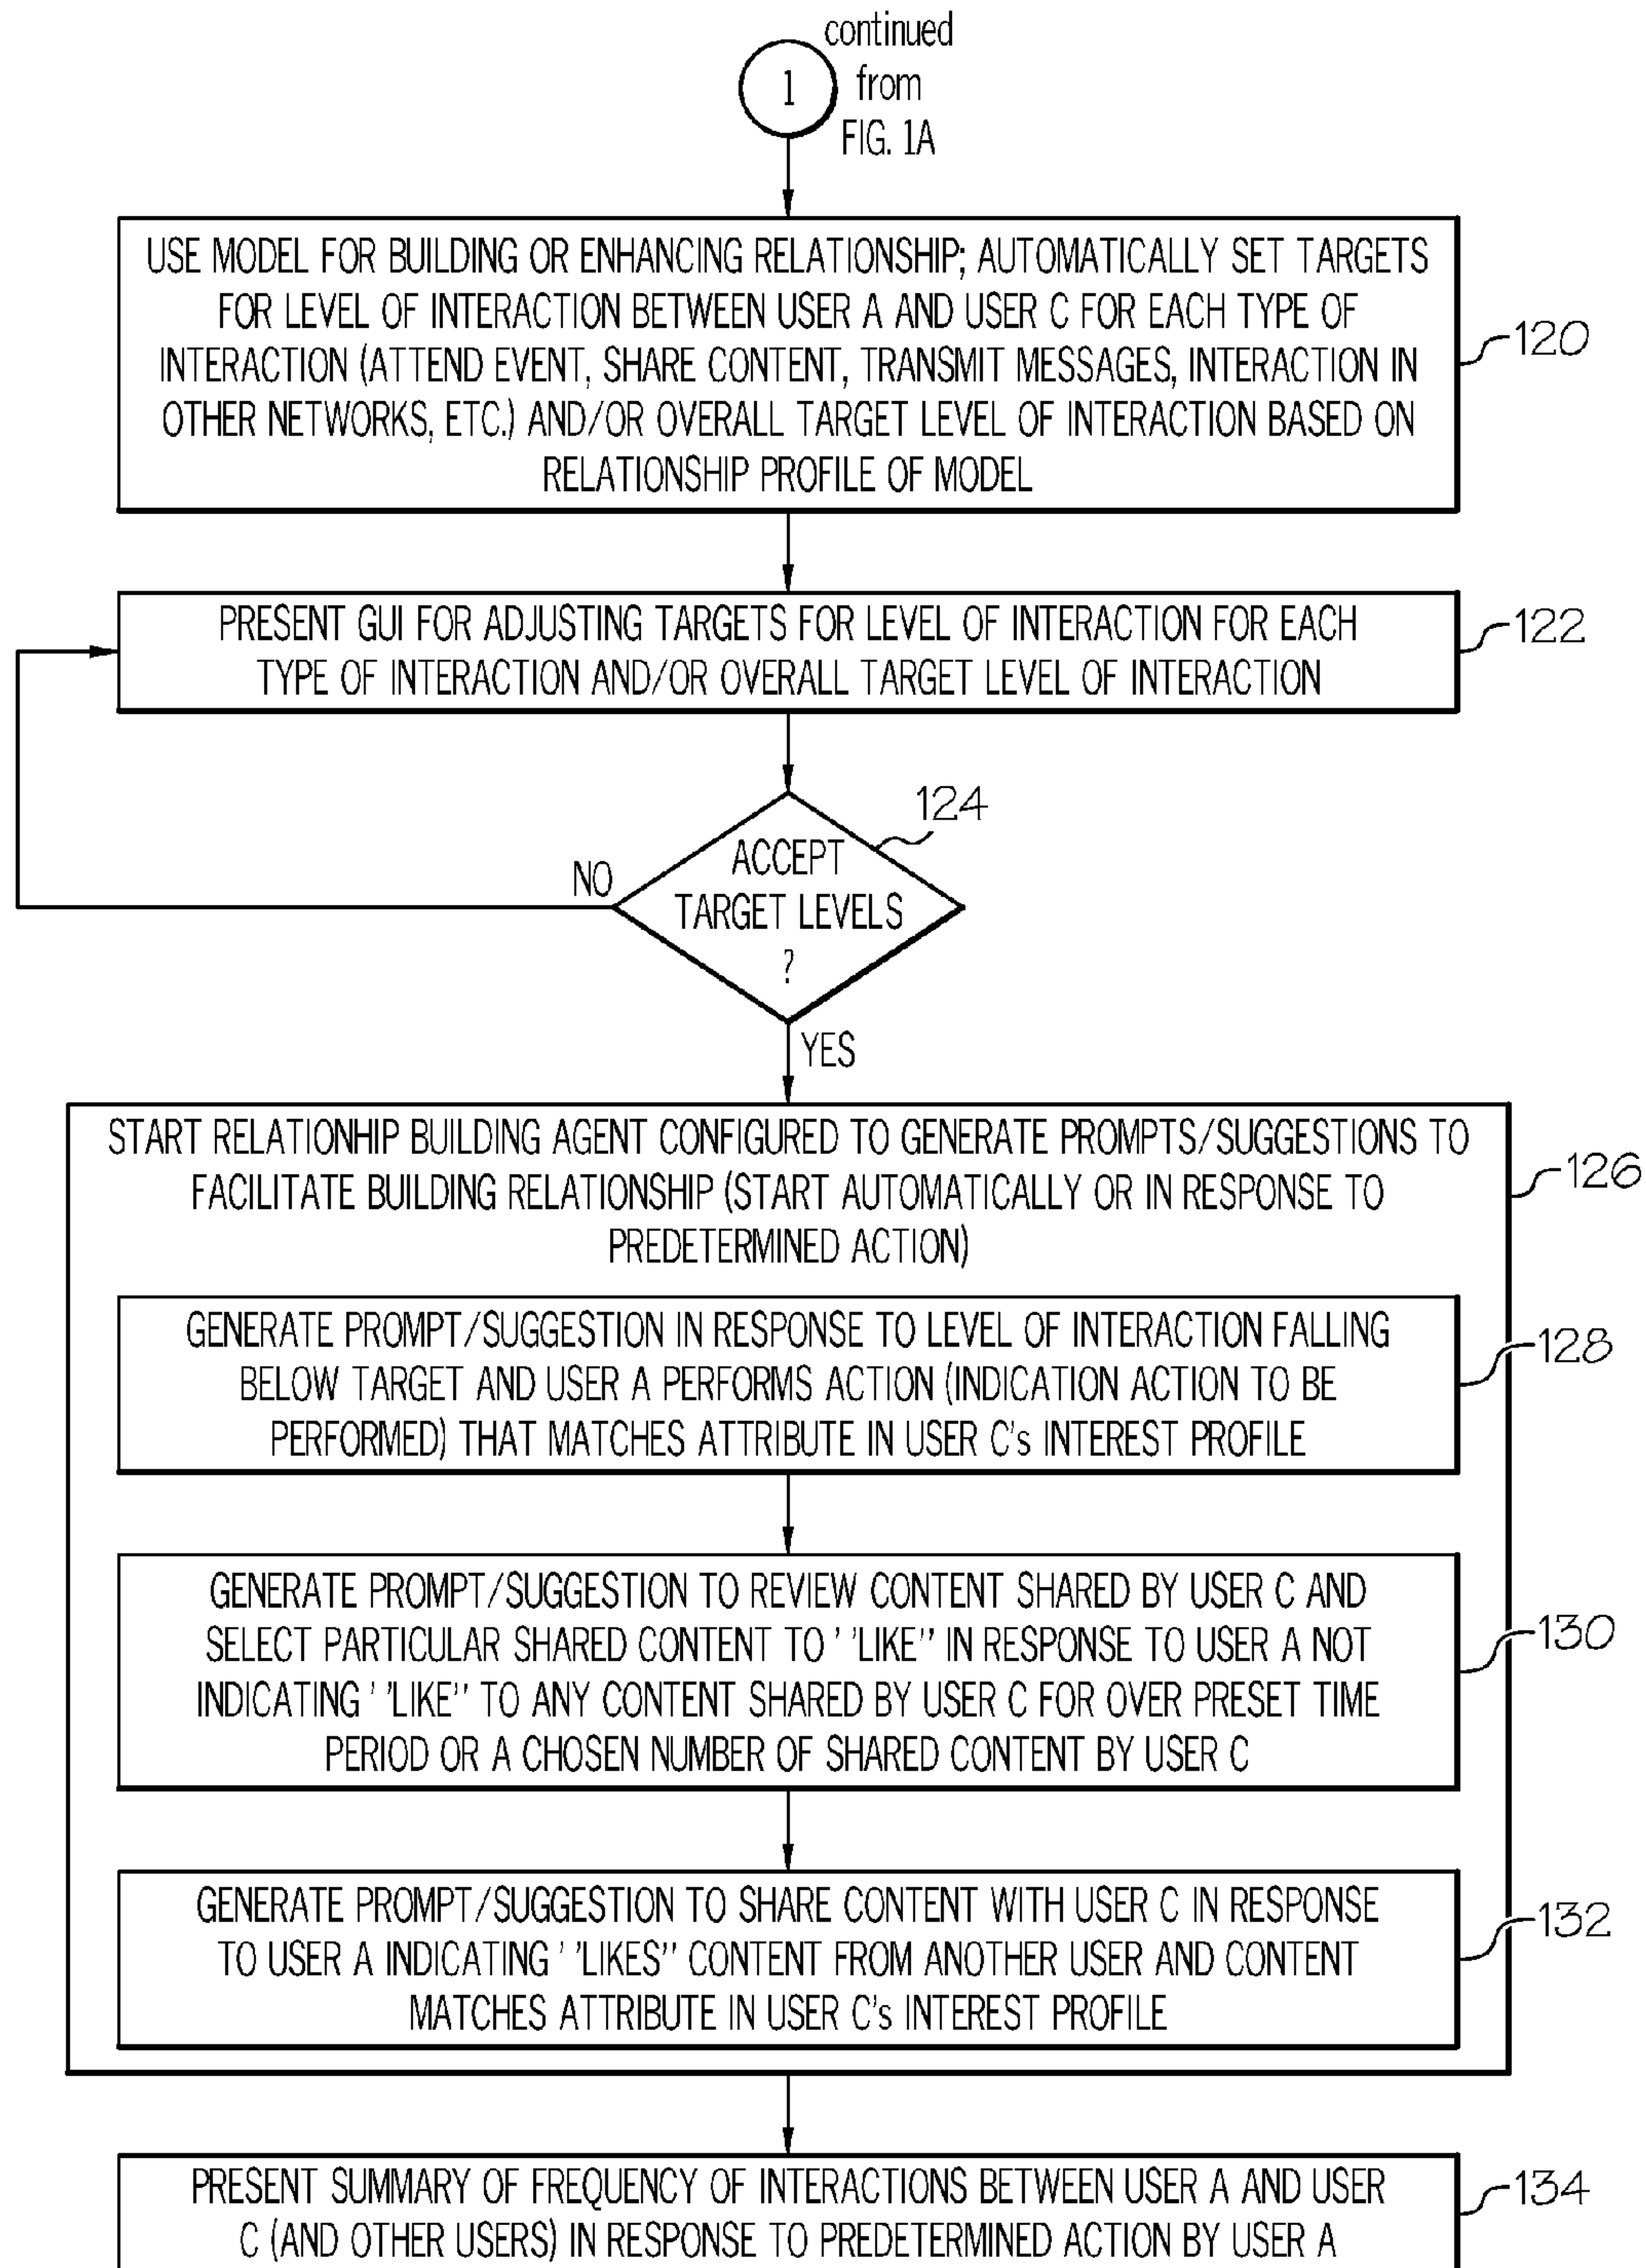 continued
1 from
FIG. 1A
USE MODEL FOR BUILDING OR ENHANCING RELATIONSHIP; AUTOMATICALLY SET TARGETS
FOR LEVEL OF INTERACTION BETWEEN USER A AND USER C FOR EACH TYPE OF
INTERACTION (ATTEND EVENT, SHARE CONTENT, TRANSMIT MESSAGES, INTERACTION IN
OTHER NETWORKS, ETC.) AND/OR OVERALL TARGET LEVEL OF INTERACTION BASED ON
RELATIONSHIP PROFILE OF MODEL
120
PRESENT GUI FOR ADJUSTING TARGETS FOR LEVEL OF INTERACTION FOR EACH
TYPE OF INTERACTION AND/OR OVERALL TARGET LEVEL OF INTERACTION
122
124
ACCEPT
TARGET LEVELS
?
NO
YES
START RELATIONHIP BUILDING AGENT CONFIGURED TO GENERATE PROMPTS/SUGGESTIONS TO
FACILITATE BUILDING RELATIONSHIP (START AUTOMATICALLY OR IN RESPONSE TO
PREDETERMINED ACTION)
126
GENERATE PROMPT/SUGGESTION IN RESPONSE TO LEVEL OF INTERACTION FALLING
BELOW TARGET AND USER A PERFORMS ACTION (INDICATION ACTION TO BE
PERFORMED) THAT MATCHES ATTRIBUTE IN USER C's INTEREST PROFILE
128
GENERATE PROMPT/SUGGESTION TO REVIEW CONTENT SHARED BY USER C AND
SELECT PARTICULAR SHARED CONTENT TO ' 'LIKE'' IN RESPONSE TO USER A NOT
INDICATING ' 'LIKE'' TO ANY CONTENT SHARED BY USER C FOR OVER PRESET TIME
PERIOD OR A CHOSEN NUMBER OF SHARED CONTENT BY USER C
130
GENERATE PROMPT/SUGGESTION TO SHARE CONTENT WITH USER C IN RESPONSE
TO USER A INDICATING ' 'LIKES'' CONTENT FROM ANOTHER USER AND CONTENT
MATCHES ATTRIBUTE IN USER C's INTEREST PROFILE
132
PRESENT SUMMARY OF FREQUENCY OF INTERACTIONS BETWEEN USER A AND USER
C (AND OTHER USERS) IN RESPONSE TO PREDETERMINED ACTION BY USER A
134